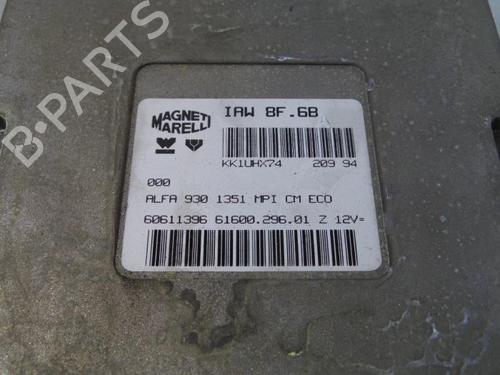 B-PARTS
MAGNETI
MARELLI
IAW 8F.6B
KK1UHX74 209 94
000
ALFA 930 1351 MPI CM ECO
60611396 61600.296.01 Z 12V=